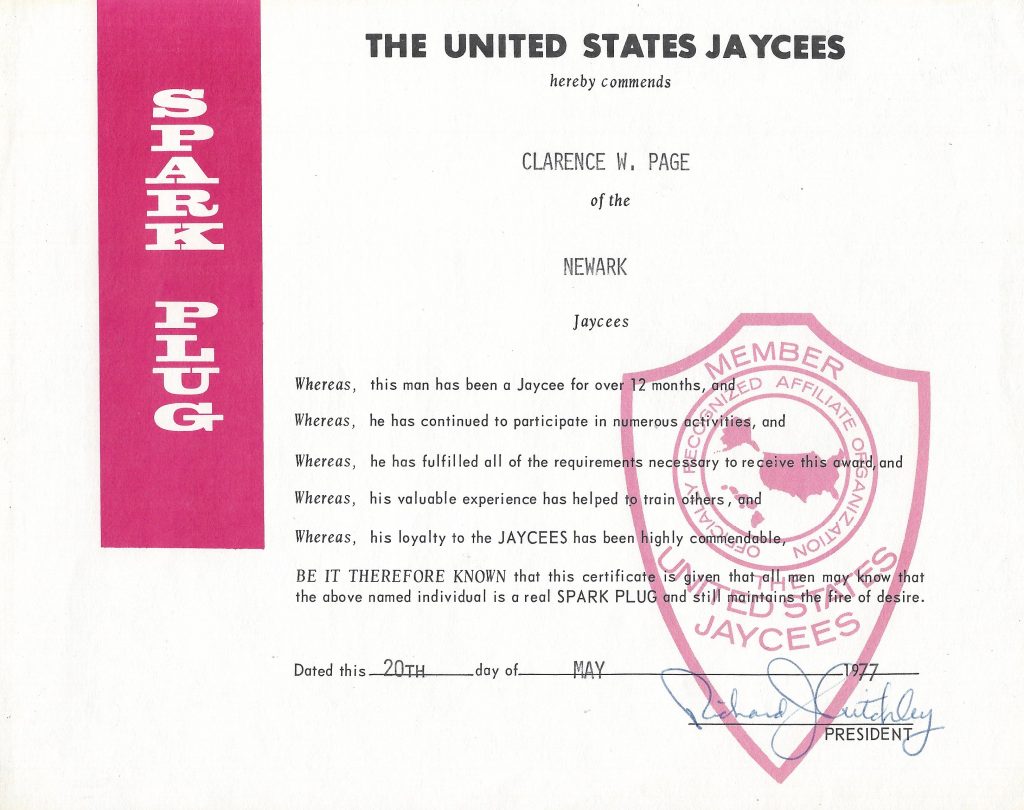 SPARK PLUG
THE UNITED STATES JAYCEES
hereby commends
CLARENCE W. PAGE
of the
NEWARK
Jaycees
Whereas, this man has been a Jaycee for over 12 months, and
Whereas, he has continued to participate in numerous activities, and
Whereas, he has fulfilled all of the requirements necessary to receive this award, and
Whereas, his valuable experience has helped to train others, and
Whereas, his loyalty to the JAYCEES has been highly commendable,
BE IT THEREFORE KNOWN that this certificate is given that all men may know that
the above named individual is a real SPARK PLUG and still maintains the fire of desire.
Dated this 20TH day of MAY 1977
Richard J Critchley
PRESIDENT
MEMBER
OFFICIALLY RECOGNIZED AFFILIATE ORGANIZATION
NO
THE
UNITED STATES
JAYCEES